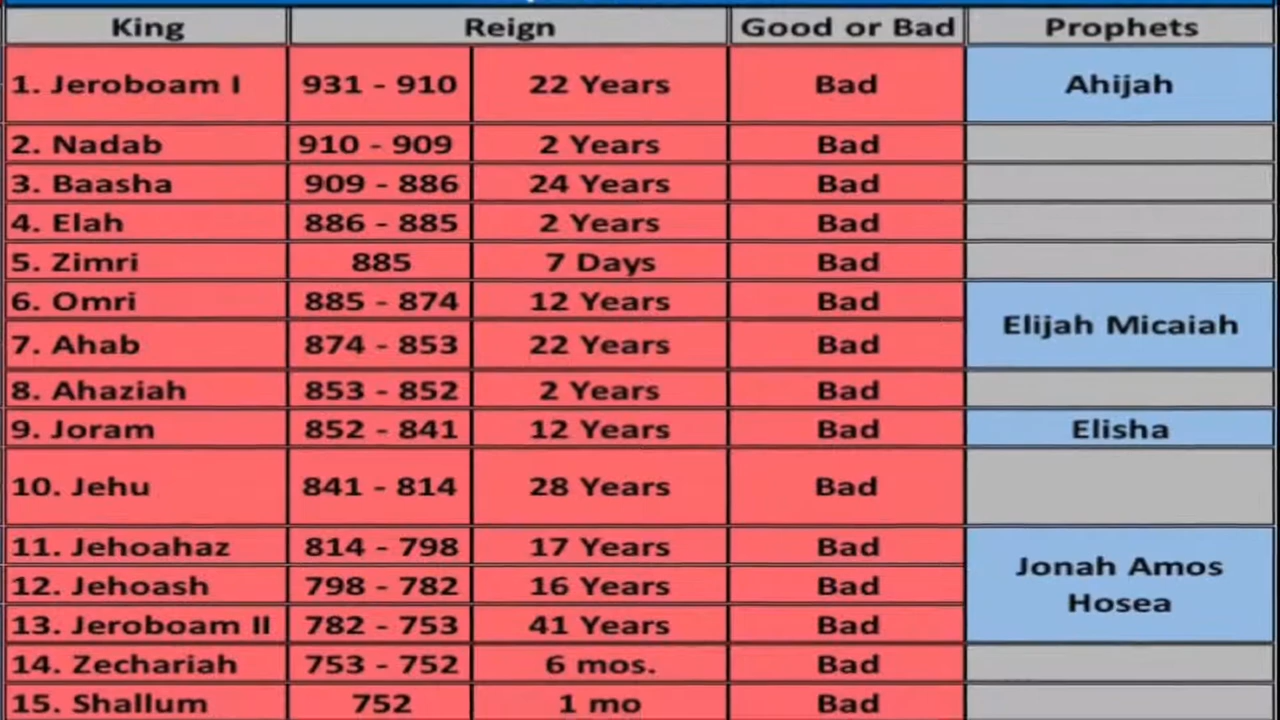 King Reign Good or Bad Prophets
1. Jeroboam I 931 - 910 22 Years Bad Ahijah
2. Nadab 910 - 909 2 Years Bad
3. Baasha 909 - 886 24 Years Bad
4. Elah 886 - 885 2 Years Bad
5. Zimri 885 7 Days Bad
6. Omri 885 - 874 12 Years Bad
Elijah Micaiah
7. Ahab 874 - 853 22 Years Bad
8. Ahaziah 853 - 852 2 Years Bad
9. Joram 852 - 841 12 Years Bad Elisha
10. Jehu 841 - 814 28 Years Bad
11. Jehoahaz 814 - 798 17 Years Bad
Jonah Amos
12. Jehoash 798 - 782 16 Years Bad
Hosea
13. Jeroboam II 782 - 753 41 Years Bad
14. Zechariah 753 - 752 6 mos. Bad
15. Shallum 752 1 mo Bad